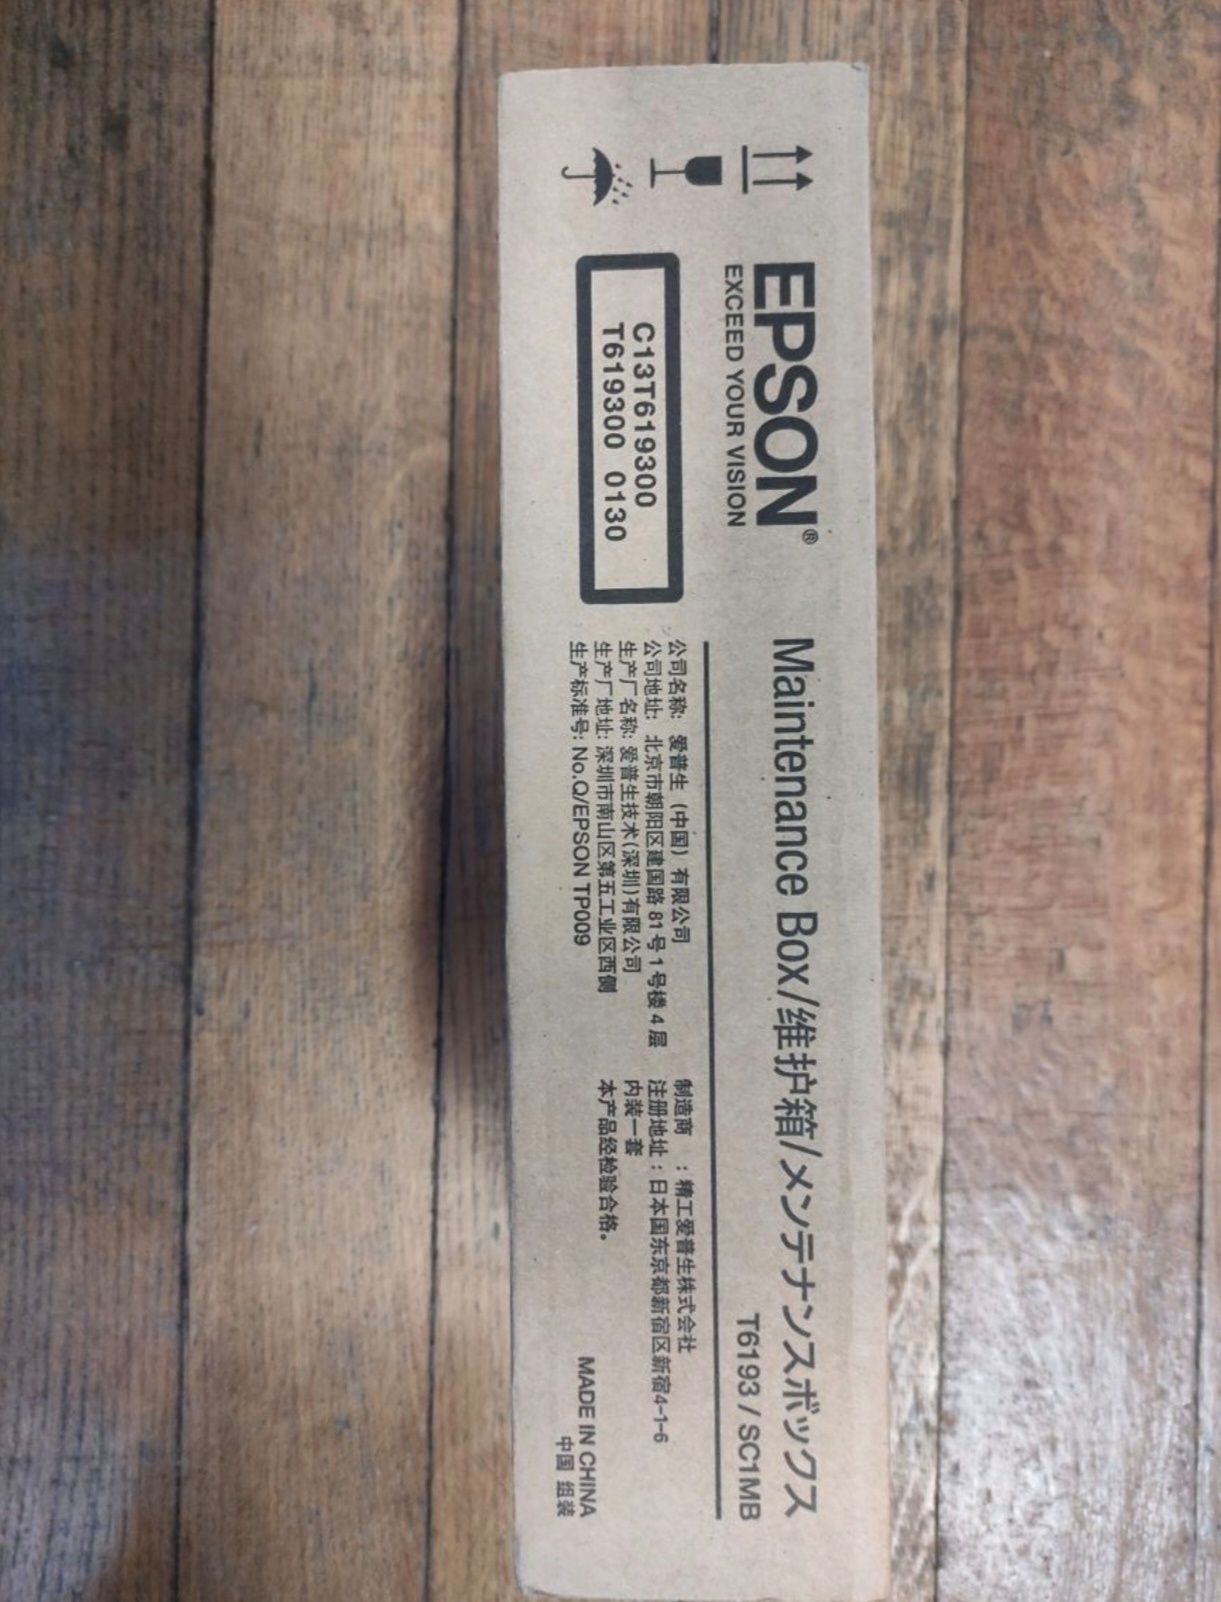 EPSON®
EXCEED YOUR VISION
C13T619300
T619300 0130
Maintenance Box/维护箱/メンテナンスボックス
T6193 / SC1MB
公司名称: 爱普生 (中国) 有限公司
公司地址: 北京市朝阳区建国路 81 号 1 号楼 4 层
生产厂名称: 爱普生技术(深圳)有限公司
生产厂地址: 深圳市南山区第五工业区西侧
生产标准号: No.Q/EPSON TP009
制造商 : 精工爱普生株式会社
注册地址 : 日本国东京都新宿区新宿4-1-6
内装一套
本产品经检验合格。
MADE IN CHINA
中国 组装